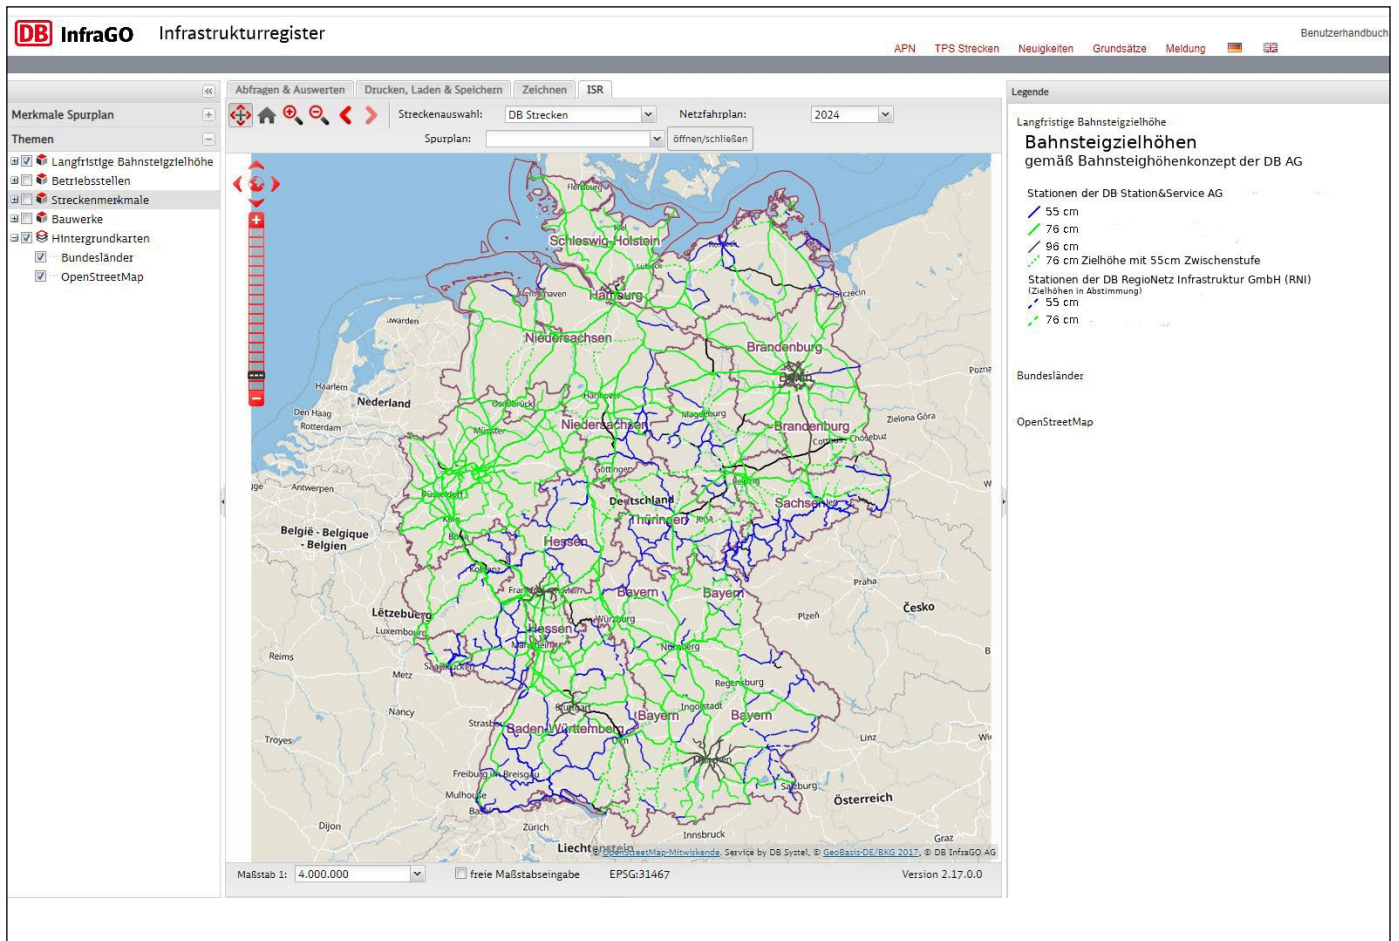 DB InfraGO Infrastrukturregister
Benutzerhandbuch
APN TPS Strecken Neuigkeiten Grundsätze Meldung
Merkmale Spurplan
Themen
Langfristige Bahnsteigzielhöhe
Betriebsstellen
Streckenmerkmale
Bauwerke
Hintergrundkarten
Bundesländer
OpenStreetMap
Abfragen & Auswerten Drucken, Laden & Speichern Zeichnen ISR
Streckenauswahl: DB Strecken Netzfahrplan: 2024
Spurplan: öffnen/schließen
Flensburg
Kiel
Schleswig-Holstein
Rostock
Lübeck
Hamburg
Szczecin
Niedersachsen
Brandenburg
Berlin
Haarlem
Nederland
Den Haag
Rotterdam
Osnabrück
Hannover
Magdeburg
Münster
Niedersachsen
Brandenburg
Zielona Góra
Cottbus - Chóśebuz
Göttingen
Leipzig
Antwerpen
Düsseldorf
Deutschland
Sachsen
Köln
Thüringen
Jena
België - Belgique
- Belgien
Bonn
Hessen
Koblenz
Praha
Frankfurt am Main
Bayern
Bayern
Lëtzebuerg
Luxembourg
Würzburg
Plzeň
Česko
Hessen
Mannheim
Nürnberg
Reims
Saarbrücken
Metz
Regensburg
Nancy
Stuttgart
Ingolstadt
Strasbourg
Bayern
Bayern
Baden-Württemberg
Ulm
Troyes
Linz
München
Freiburg im Breisgau
Mulhouse
Salzburg
Österreich
Basel
Dijon
Zürich
Innsbruck
Graz
Liechtenstein
© OpenStreetMap-Mitwirkende, Service by DB Systel, © GeoBasis-DE/BKG 2017, © DB InfraGO AG
Maßstab 1: 4.000.000 freie Maßstabseingabe EPSG:31467 Version 2.17.0.0
Legende
Langfristige Bahnsteigzielhöhe
Bahnsteigzielhöhen
gemäß Bahnsteighöhenkonzept der DB AG
Stationen der DB Station&Service AG
55 cm
76 cm
96 cm
76 cm Zielhöhe mit 55cm Zwischenstufe
Stationen der DB RegioNetz Infrastruktur GmbH (RNI)
(Zielhöhen in Abstimmung)
55 cm
76 cm
Bundesländer
OpenStreetMap